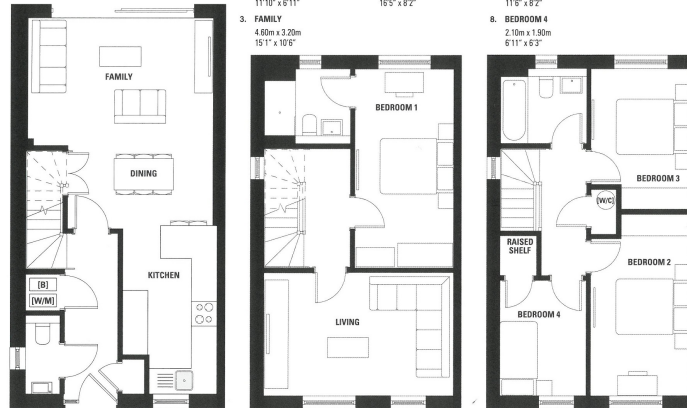 11'10" x 6'11"
16'5" x 8'2"
11'6" x 8'2"
3. FAMILY
4.60m x 3.20m
15'1" x 10'6"
8. BEDROOM 4
2.10m x 1.90m
6'11" x 6'3"
FAMILY
DINING
KITCHEN
[B]
[W/M]
BEDROOM 1
LIVING
BEDROOM 3
[W/C]
RAISED
SHELF
BEDROOM 2
BEDROOM 4